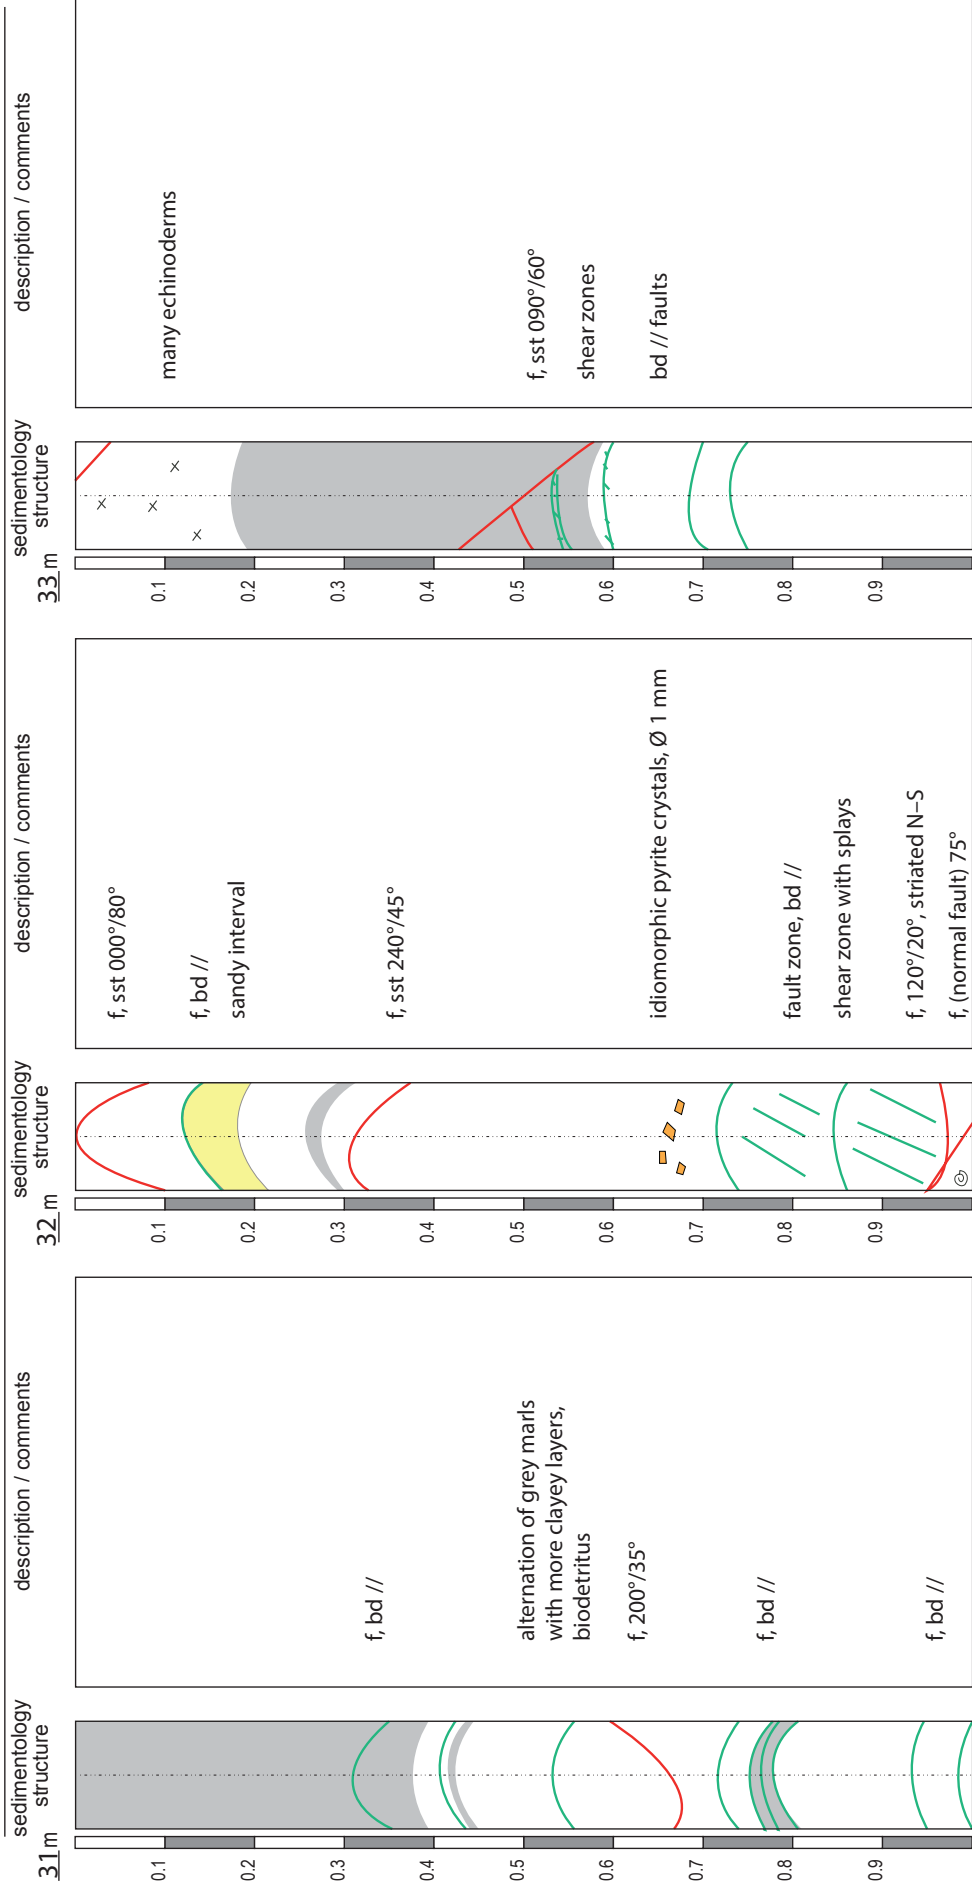 31 m
sedimentology
structure
description / comments
0.1
0.2
0.3
0.4
0.5
0.6
0.7
0.8
0.9
f, bd //
alternation of grey marls
with more clayey layers,
biodetritus
f, 200°/35°
f, bd //
f, bd //
32 m
sedimentology
structure
description / comments
0.1
0.2
0.3
0.4
0.5
0.6
0.7
0.8
0.9
f, sst 000°/80°
f, bd //
sandy interval
f, sst 240°/45°
idiomorphic pyrite crystals, Ø 1 mm
fault zone, bd //
shear zone with splays
f, 120°/20°, striated N–S
f, (normal fault) 75°
33 m
sedimentology
structure
description / comments
0.1
0.2
0.3
0.4
0.5
0.6
0.7
0.8
0.9
many echinoderms
f, sst 090°/60°
shear zones
bd // faults